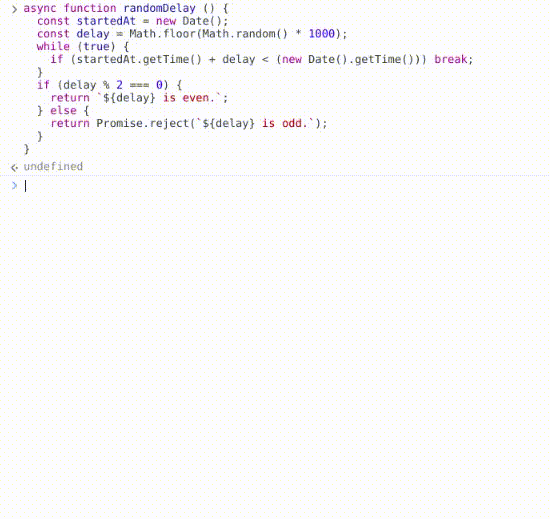 > async function randomDelay () {
    const startedAt = new Date();
    const delay = Math.floor(Math.random() * 1000);
    while (true) {
      if (startedAt.getTime() + delay < (new Date().getTime())) break;
    }
    if (delay % 2 === 0) {
      return `${delay} is even.`;
    } else {
      return Promise.reject(`${delay} is odd.`);
    }
  }
< undefined
>